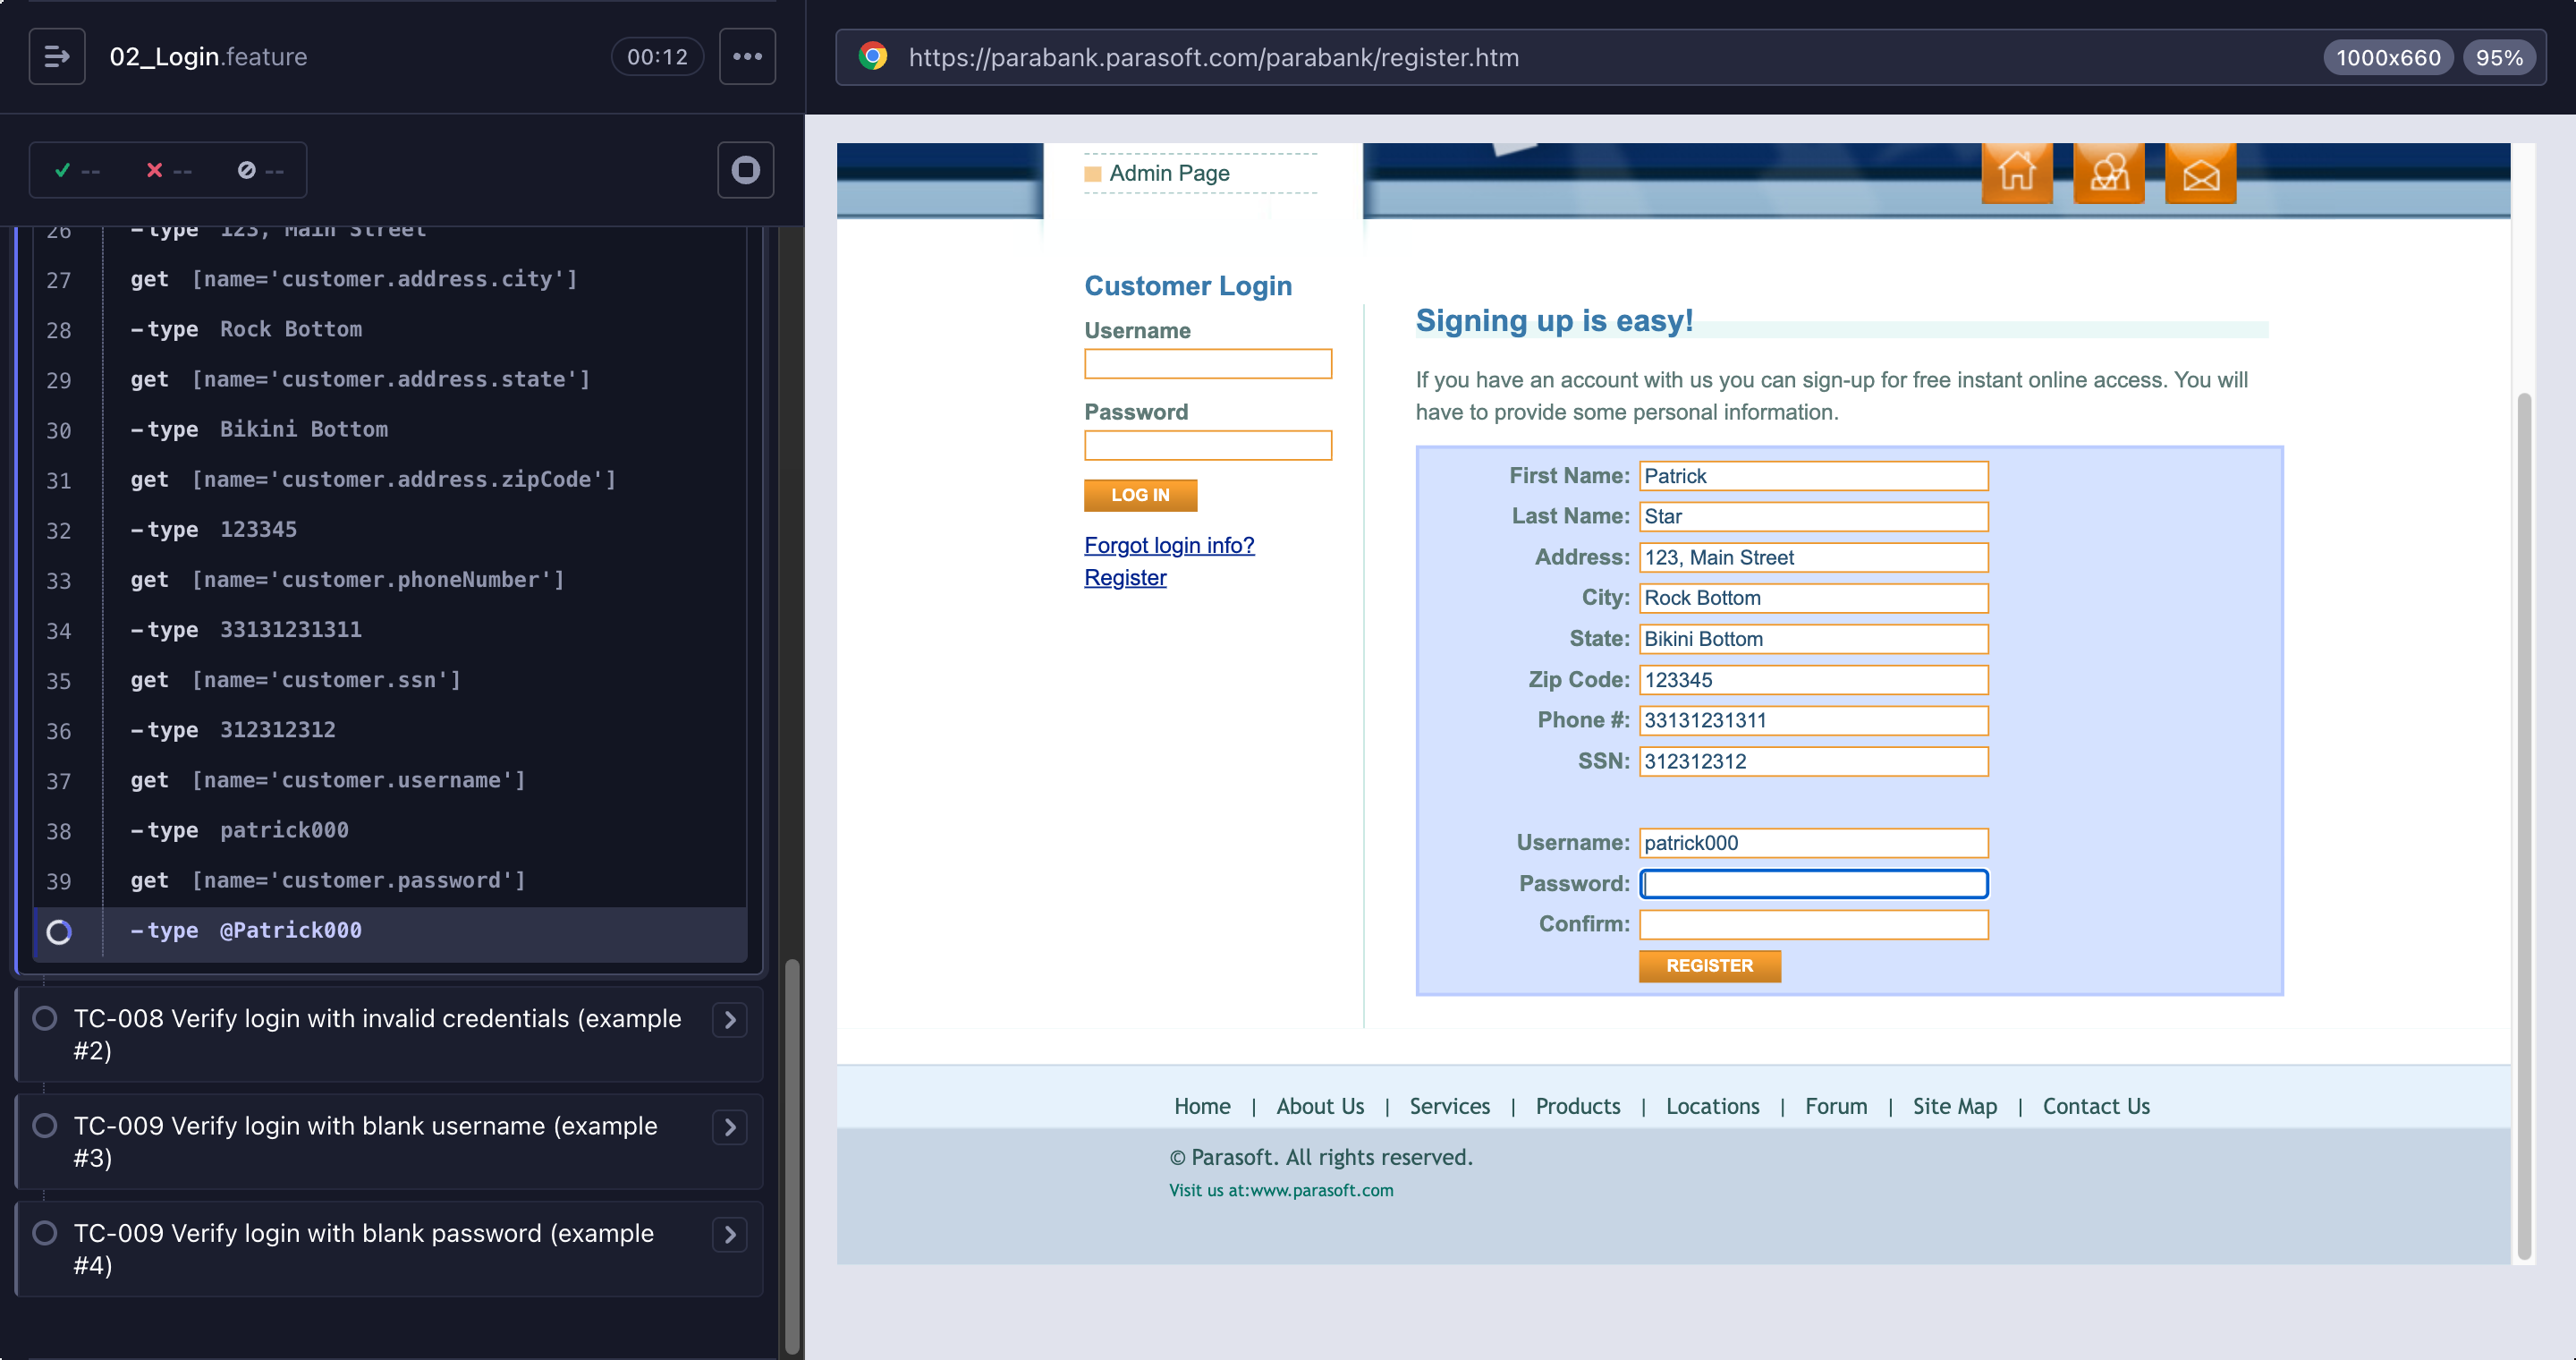 02_Login.feature
00:12
--
--
--
26 -type 123, Main Street
27 get [name='customer.address.city']
28 -type Rock Bottom
29 get [name='customer.address.state']
30 -type Bikini Bottom
31 get [name='customer.address.zipCode']
32 -type 123345
33 get [name='customer.phoneNumber']
34 -type 33131231311
35 get [name='customer.ssn']
36 -type 312312312
37 get [name='customer.username']
38 -type patrick000
39 get [name='customer.password']
-type @Patrick000
TC-008 Verify login with invalid credentials (example
#2)
TC-009 Verify login with blank username (example
#3)
TC-009 Verify login with blank password (example
#4)
https://parabank.parasoft.com/parabank/register.htm
1000x660
95%
Admin Page
Customer Login
Username
Password
LOG IN
Forgot login info?
Register
Signing up is easy!
If you have an account with us you can sign-up for free instant online access. You will
have to provide some personal information.
First Name: Patrick
Last Name: Star
Address: 123, Main Street
City: Rock Bottom
State: Bikini Bottom
Zip Code: 123345
Phone #: 33131231311
SSN: 312312312
Username: patrick000
Password:
Confirm:
REGISTER
Home | About Us | Services | Products | Locations | Forum | Site Map | Contact Us
© Parasoft. All rights reserved.
Visit us at:www.parasoft.com